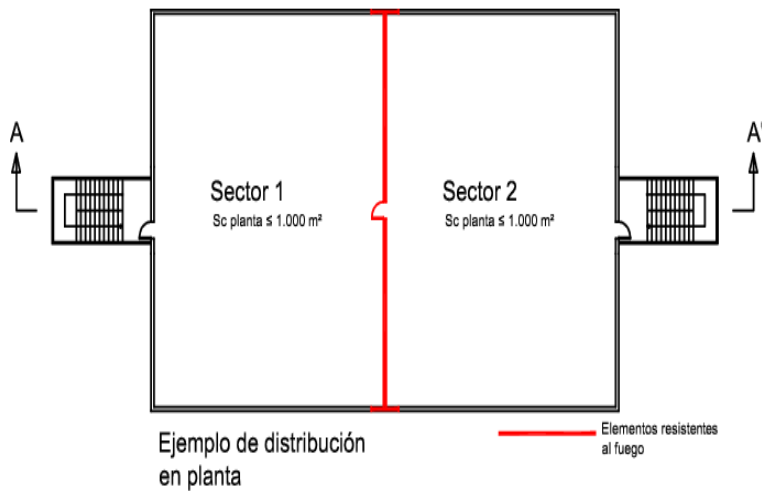 A
A'
Sector 1
Sc planta ≤ 1.000 m²
Sector 2
Sc planta ≤ 1.000 m²
Ejemplo de distribución
en planta
Elementos resistentes
al fuego